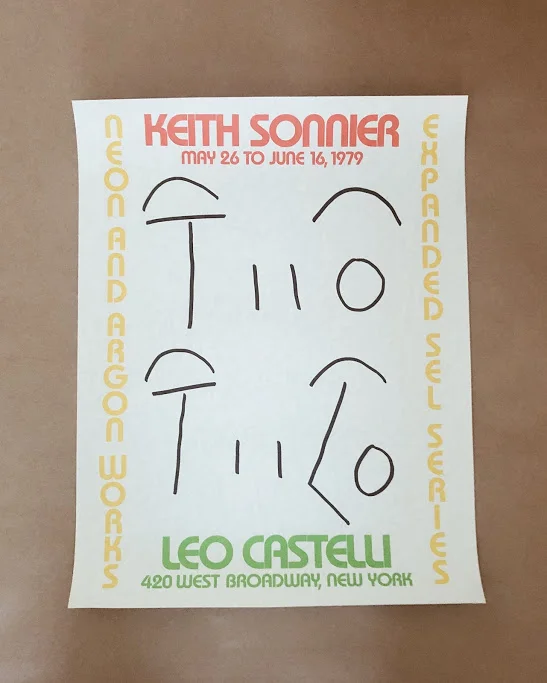 KEITH SONNIER
MAY 26 TO JUNE 16, 1979
NEON AND ARGON WORKS
EXPANDED SEL SERIES
LEO CASTELLI
420 WEST BROADWAY, NEW YORK